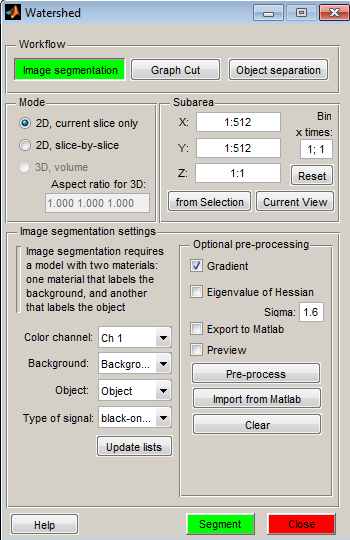 Watershed
Workflow
Image segmentation
Graph Cut
Object separation
Mode
2D, current slice only
2D, slice-by-slice
3D, volume
Aspect ratio for 3D:
1.000 1.000 1.000
Subarea
Bin
x times:
X: 1:512
Y: 1:512
1; 1
Z: 1:1
Reset
from Selection
Current View
Image segmentation settings
Image segmentation requires
a model with two materials:
one material that labels the
background, and another
that labels the object
Color channel: Ch 1
Background: Backgro...
Object: Object
Type of signal: black-on...
Update lists
Optional pre-processing
Gradient
Eigenvalue of Hessian
Sigma: 1.6
Export to Matlab
Preview
Pre-process
Import from Matlab
Clear
Help
Segment
Close